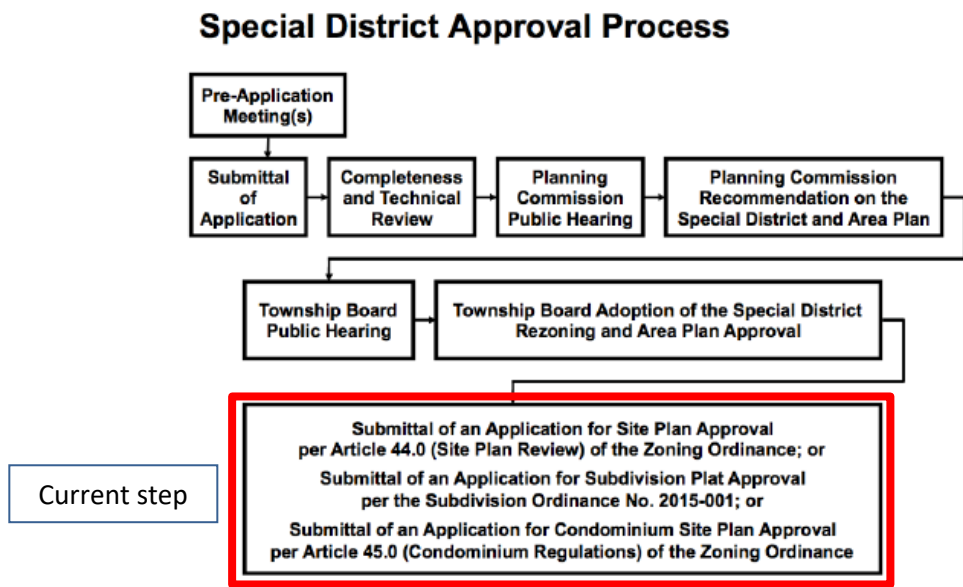 Special District Approval Process
Pre-Application
Meeting(s)
Submittal
of
Application
Completeness
and Technical
Review
Planning
Commission
Public Hearing
Planning Commission
Recommendation on the
Special District and Area Plan
Township Board
Public Hearing
Township Board Adoption of the Special District
Rezoning and Area Plan Approval
Current step
Submittal of an Application for Site Plan Approval
per Article 44.0 (Site Plan Review) of the Zoning Ordinance; or
Submittal of an Application for Subdivision Plat Approval
per the Subdivision Ordinance No. 2015-001; or
Submittal of an Application for Condominium Site Plan Approval
per Article 45.0 (Condominium Regulations) of the Zoning Ordinance